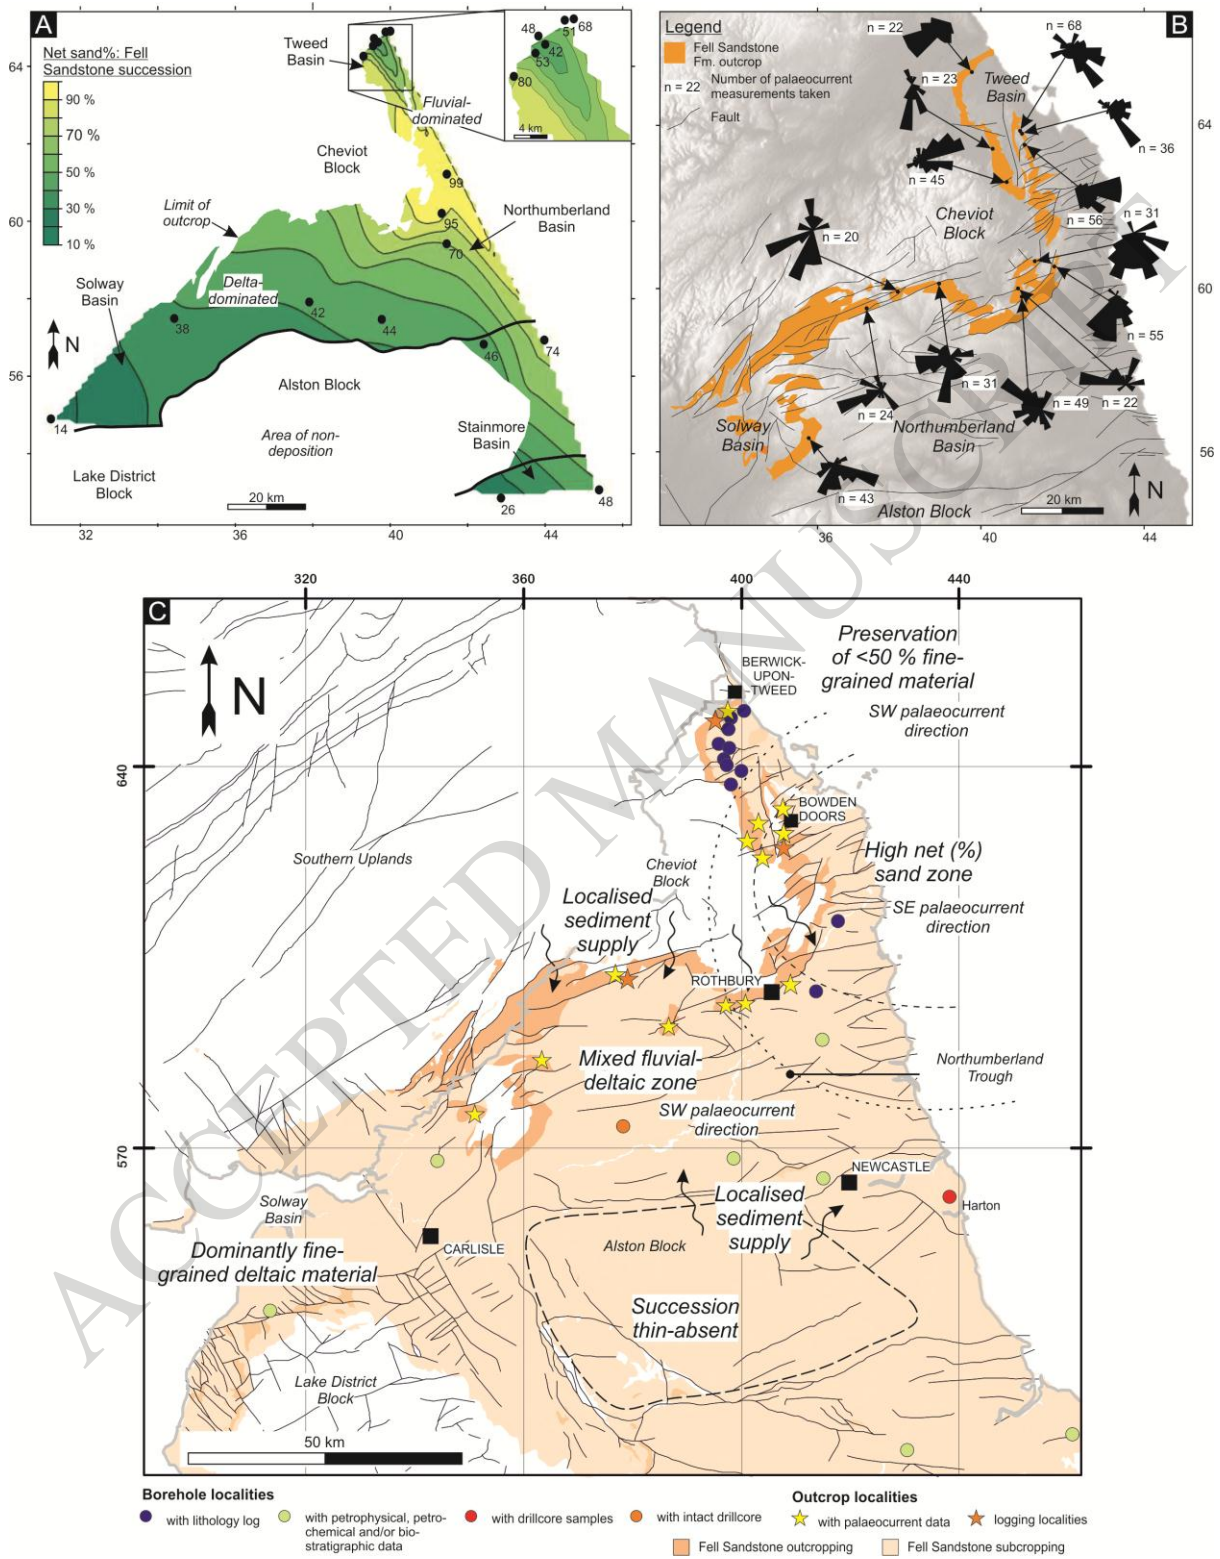 A
Net sand%: Fell
Sandstone succession
90 %
70 %
50 %
30 %
10 %
64
60
56
32
36
40
44
Tweed
Basin
Fluvial-
dominated
Cheviot
Block
Limit of
outcrop
Northumberland
Basin
Solway
Basin
Delta-
dominated
Alston Block
Area of non-
deposition
Stainmore
Basin
Lake District
Block
N
20 km
48
51
68
42
53
80
4 km
99
95
70
42
38
44
46
74
14
26
48
B
Legend
Fell Sandstone
Fm. outcrop
n = 22
Number of palaeocurrent
measurements taken
Fault
n = 22
n = 23
n = 45
n = 20
n = 68
n = 36
n = 56
n = 31
n = 55
n = 22
n = 49
n = 31
n = 24
n = 43
Tweed
Basin
Cheviot
Block
Solway
Basin
Northumberland
Basin
Alston Block
20 km
N
64
60
56
36
40
44
C
320
360
400
440
640
570
N
BERWICK-
UPON-
TWEED
Preservation
of <50 % fine-
grained material
SW palaeocurrent
direction
BOWDEN
DOORS
High net (%)
sand zone
SE palaeocurrent
direction
Southern Uplands
Cheviot
Block
Localised
sediment
supply
ROTHBURY
Mixed fluvial-
deltaic zone
Northumberland
Trough
SW palaeocurrent
direction
NEWCASTLE
Harton
Solway
Basin
Localised
sediment
supply
Alston Block
CARLISLE
Dominantly fine-
grained deltaic material
Succession
thin-absent
Lake District
Block
50 km
ACCEPTED MANUSCRIPT
Borehole localities
with lithology log
with petrophysical, petro-
chemical and/or bio-
stratigraphic data
with drillcore samples
with intact drillcore
Outcrop localities
with palaeocurrent data
logging localities
Fell Sandstone outcropping
Fell Sandstone subcropping